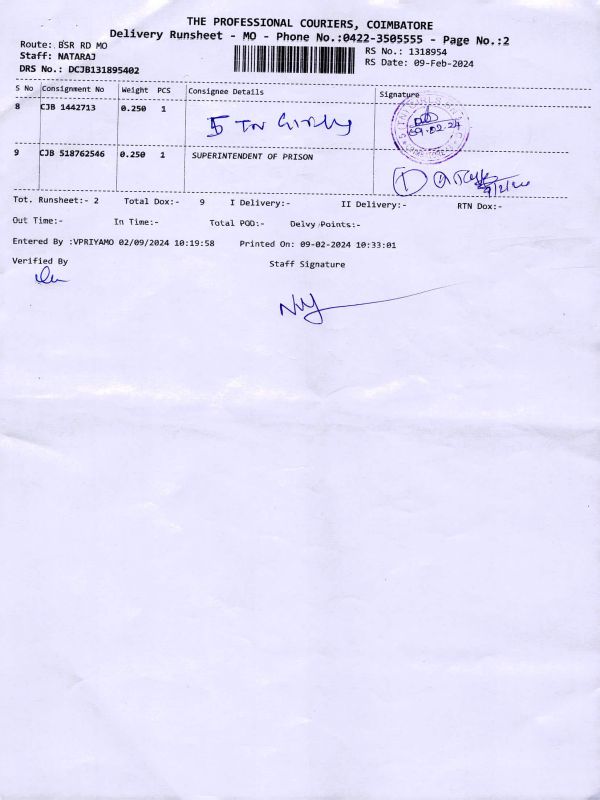 THE PROFESSIONAL COURIERS, COIMBATORE
Delivery Runsheet - MO - Phone No.:0422-3505555 - Page No.:2
Route: BSR RD MO
Staff: NATARAJ
DRS No.: DCJB131895402
RS No.: 1318954
RS Date: 09-Feb-2024
S No Consignment No Weight PCS Consignee Details Signature
8 CJB 1442713 0.250 1
09.02.24
9 CJB 518762546 0.250 1 SUPERINTENDENT OF PRISON
Tot. Runsheet:- 2 Total Dox:- 9 I Delivery:- II Delivery:- RTN Dox:-
Out Time:- In Time:- Total POD:- Delvy Points:-
Entered By :VPRIYAMO 02/09/2024 10:19:58 Printed On: 09-02-2024 10:33:01
Verified By Staff Signature